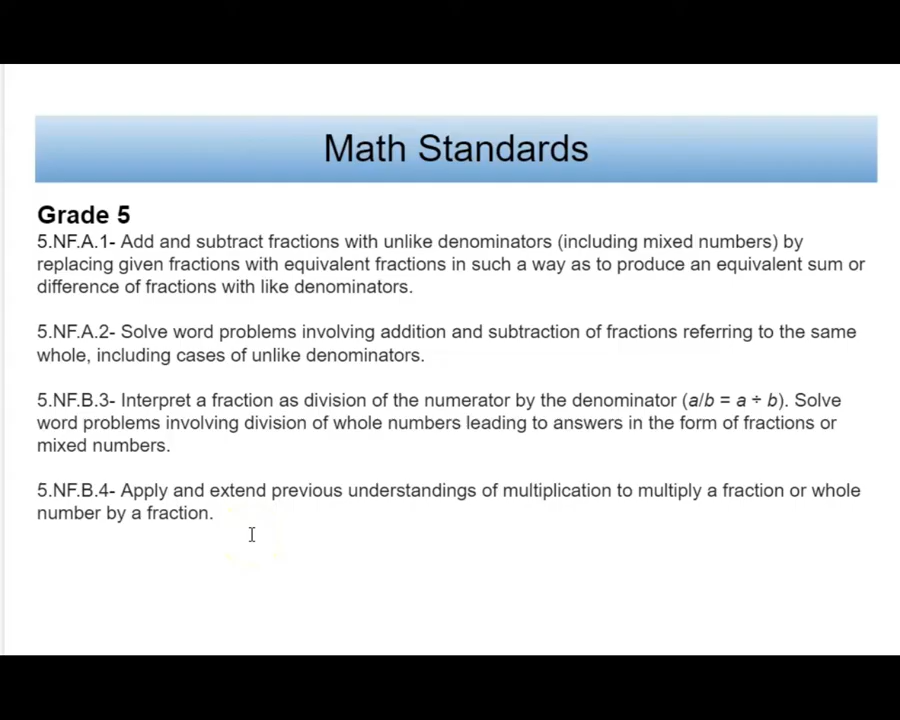 Math Standards
Grade 5
5.NF.A.1- Add and subtract fractions with unlike denominators (including mixed numbers) by
replacing given fractions with equivalent fractions in such a way as to produce an equivalent sum or
difference of fractions with like denominators.
5.NF.A.2- Solve word problems involving addition and subtraction of fractions referring to the same
whole, including cases of unlike denominators.
5.NF.B.3- Interpret a fraction as division of the numerator by the denominator (a/b = a ÷ b). Solve
word problems involving division of whole numbers leading to answers in the form of fractions or
mixed numbers.
5.NF.B.4- Apply and extend previous understandings of multiplication to multiply a fraction or whole
number by a fraction.